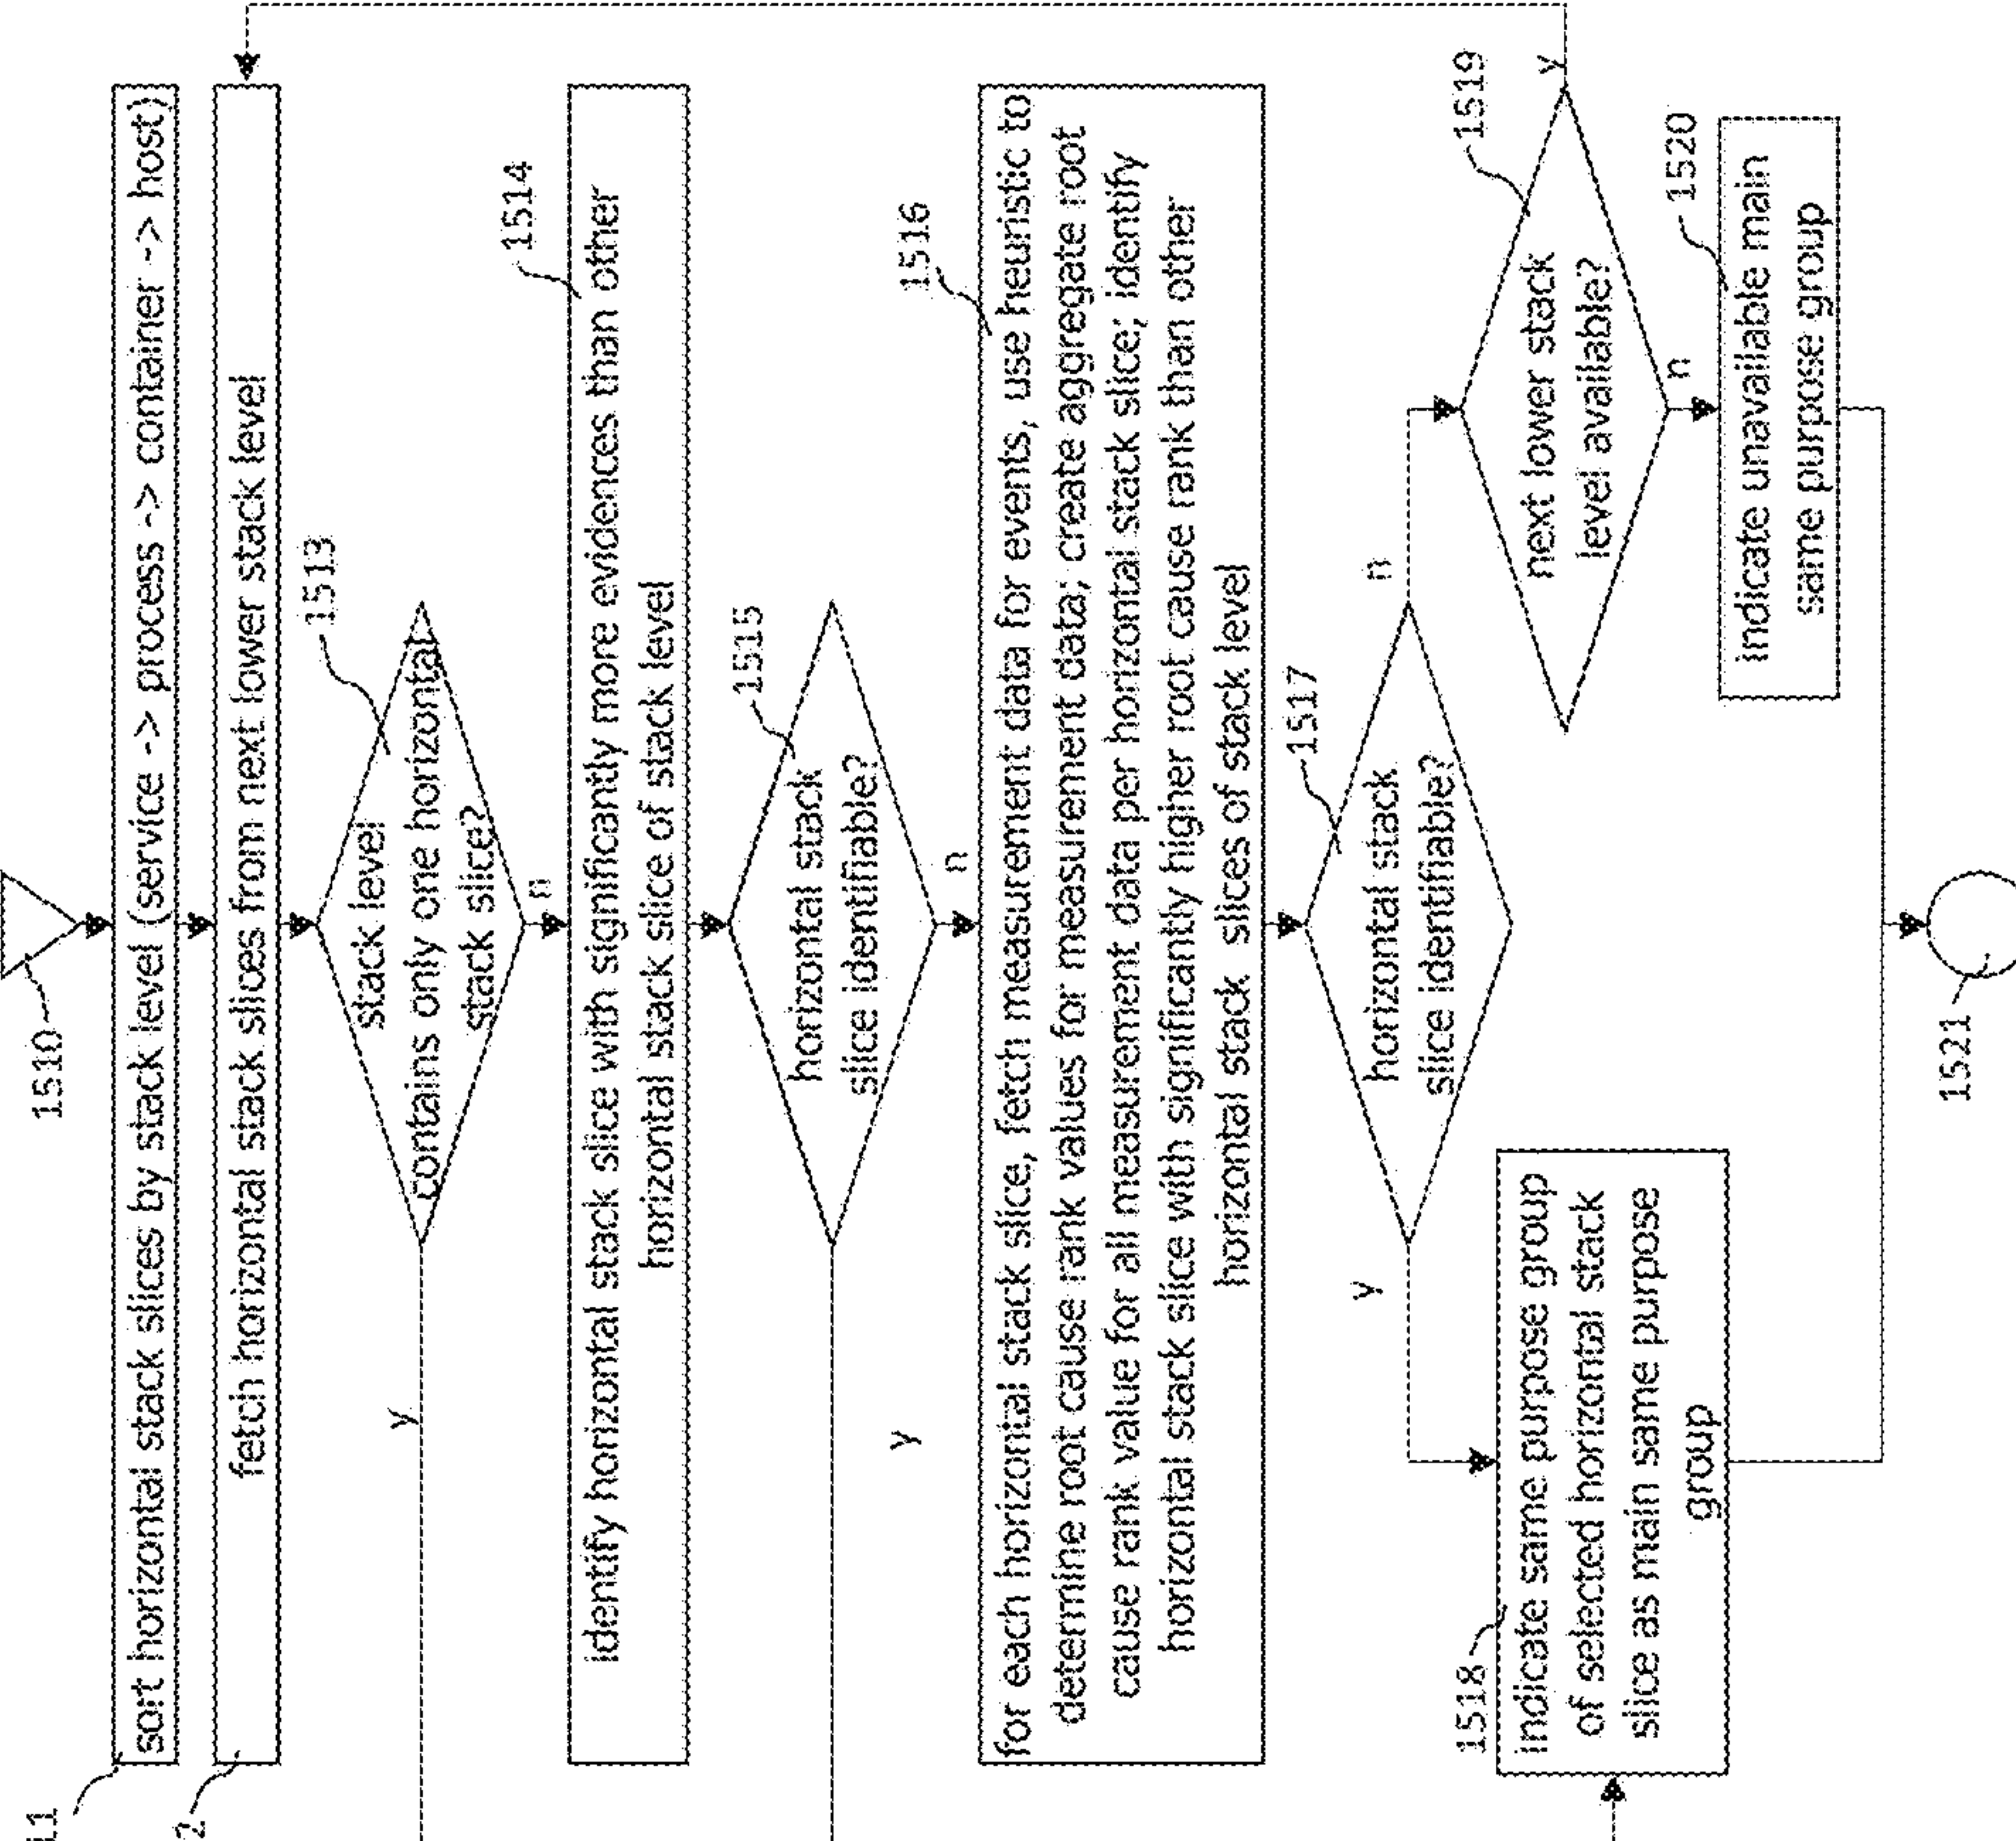 1510
11
sort horizontal stack slices by stack level (service -> process -> container -> host)
2
fetch horizontal stack slices from next lower stack level
1513
stack level
contains only one horizontal
stack slice?
y
n
1514
identify horizontal stack slice with significantly more evidences than other
horizontal stack slice of stack level
1515
horizontal stack
slice identifiable?
y
n
1516
for each horizontal stack slice, fetch measurement data for events, use heuristic to
determine root cause rank values for measurement data; create aggregate root
cause rank value for all measurement data per horizontal stack slice; identify
horizontal stack slice with significantly higher root cause rank than other
horizontal stack slices of stack level
1517
horizontal stack
slice identifiable?
y
n
1518
indicate same purpose group
of selected horizontal stack
slice as main same purpose
group
1519
next lower stack
level available?
y
n
1520
indicate unavailable main
same purpose group
1521